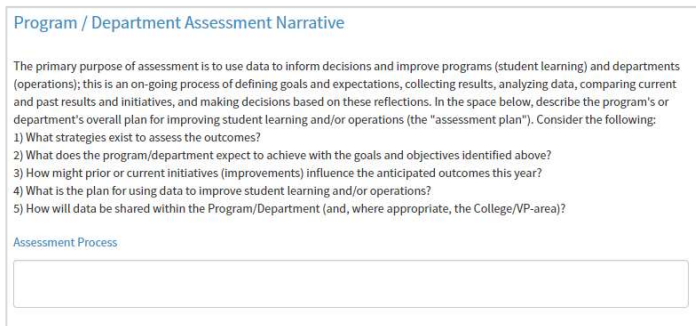 Program / Department Assessment Narrative
The primary purpose of assessment is to use data to inform decisions and improve programs (student learning) and departments
(operations); this is an on-going process of defining goals and expectations, collecting results, analyzing data, comparing current
and past results and initiatives, and making decisions based on these reflections. In the space below, describe the program's or
department's overall plan for improving student learning and/or operations (the "assessment plan"). Consider the following:
1) What strategies exist to assess the outcomes?
2) What does the program/department expect to achieve with the goals and objectives identified above?
3) How might prior or current initiatives (improvements) influence the anticipated outcomes this year?
4) What is the plan for using data to improve student learning and/or operations?
5) How will data be shared within the Program/Department (and, where appropriate, the College/VP-area)?
Assessment Process